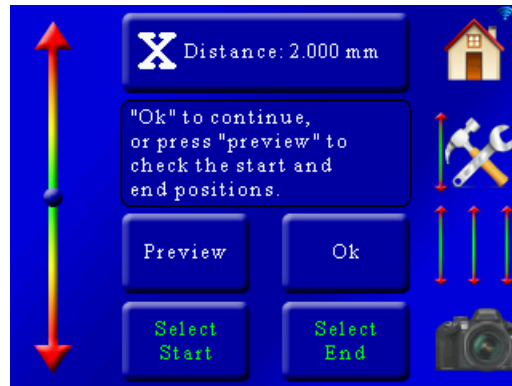 X Distance: 2.000 mm
"Ok" to continue,
or press "preview" to
check the start and
end positions.
Preview
Ok
Select
Start
Select
End